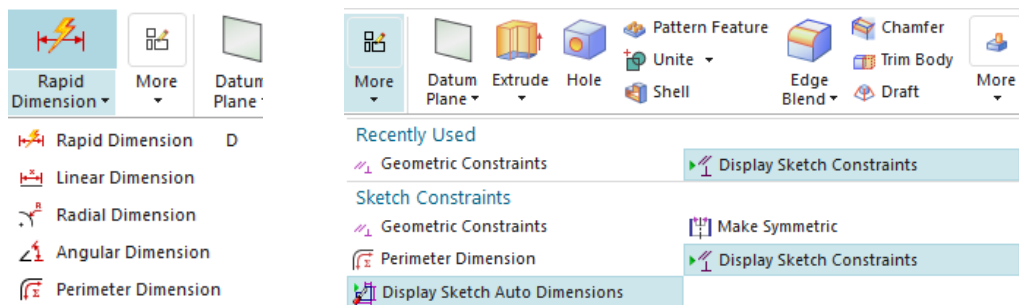 Rapid
Dimension
More
Datum
Plane
Rapid Dimension D
Linear Dimension
Radial Dimension
Angular Dimension
Perimeter Dimension
More
Datum
Plane
Extrude
Hole
Pattern Feature
Unite
Shell
Edge
Blend
Chamfer
Trim Body
Draft
More
Recently Used
Geometric Constraints
Display Sketch Constraints
Sketch Constraints
Geometric Constraints
Make Symmetric
Perimeter Dimension
Display Sketch Constraints
Display Sketch Auto Dimensions